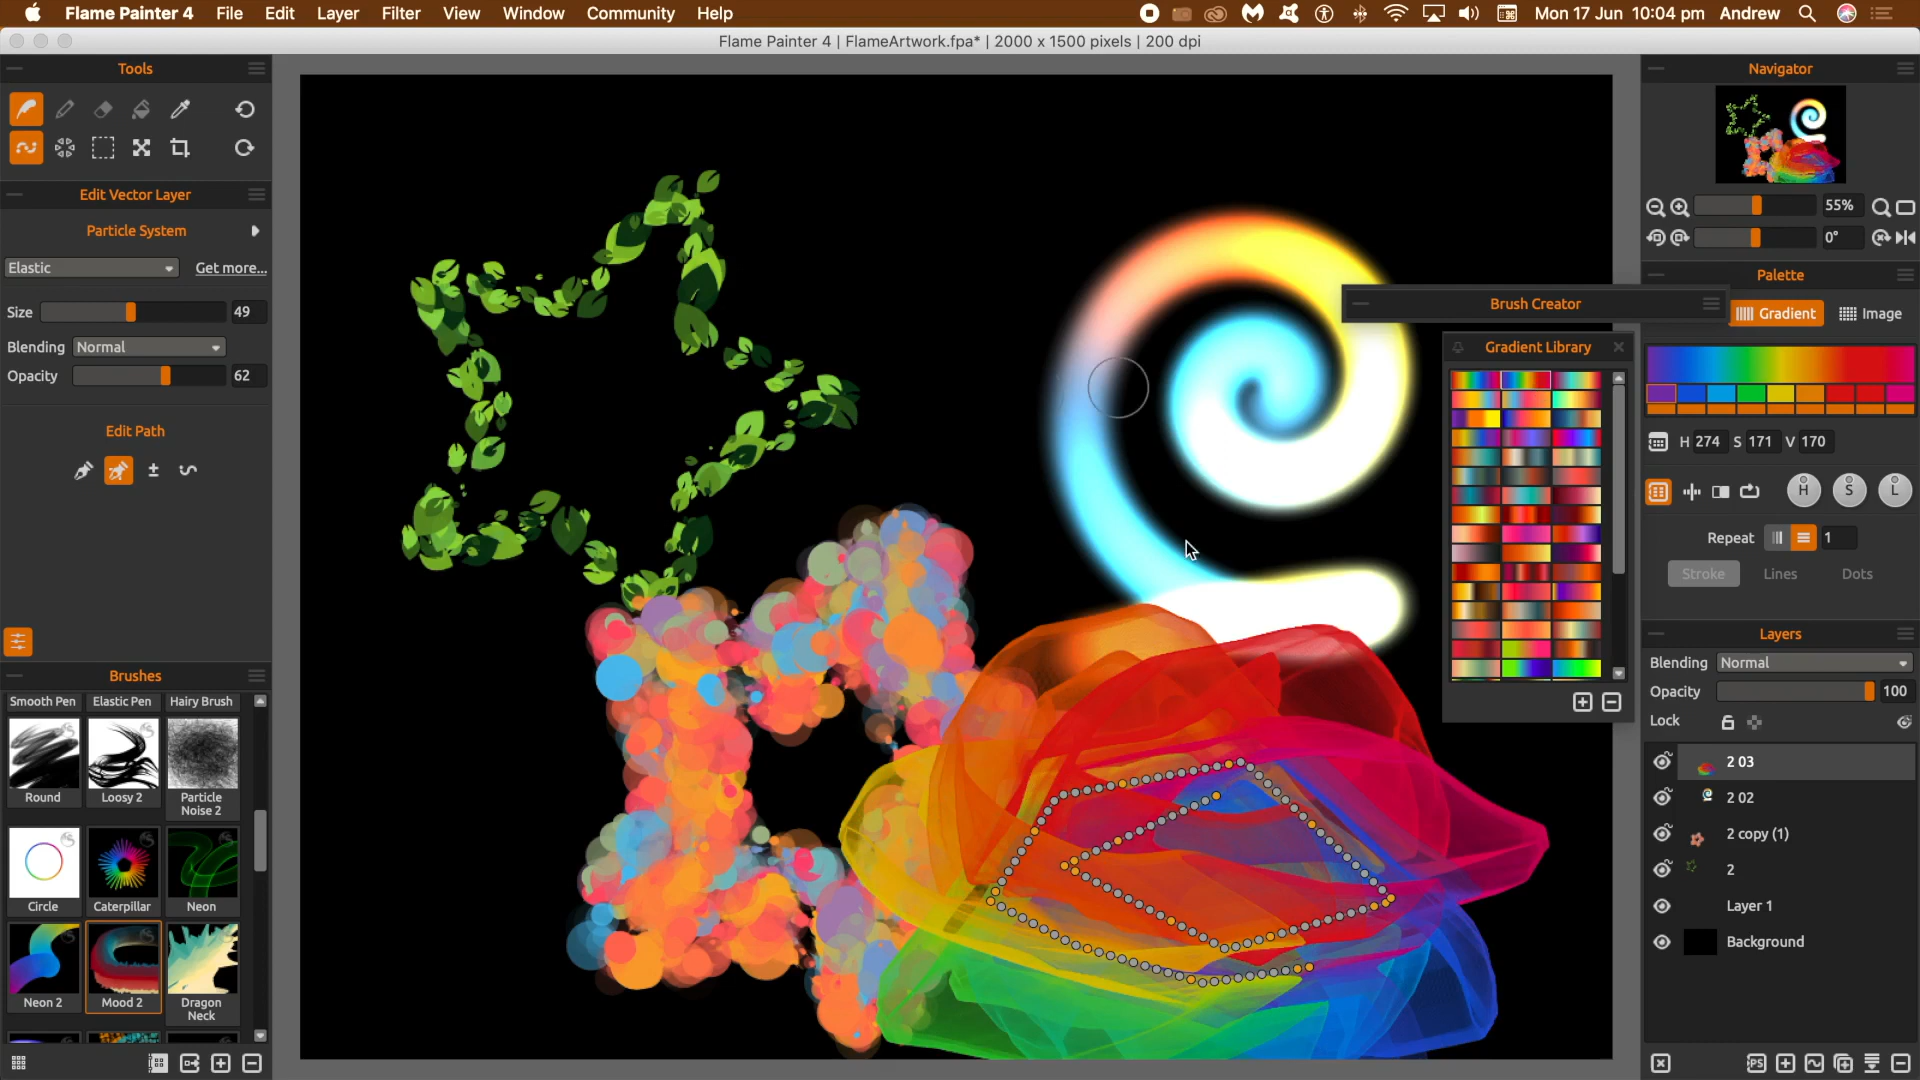 Flame Painter 4 File Edit Layer Filter View Window Community Help Mon 17 Jun 10:04 pm Andrew
Flame Painter 4 | FlameArtwork.fpa* | 2000 x 1500 pixels | 200 dpi
Tools
Edit Vector Layer
Particle System
Elastic Get more...
Size 49
Blending Normal
Opacity 62
Edit Path
Brushes
Smooth Pen Elastic Pen Hairy Brush
Round Loosy 2 Particle Noise 2
Circle Caterpillar Neon
Neon 2 Mood 2 Dragon Neck
Brush Creator
Gradient Library
Navigator
55%
0°
Palette
Gradient Image
H 274 S 171 V 170
H S L
Repeat 1
Stroke Lines Dots
Layers
Blending Normal
Opacity 100
Lock
2 03
2 02
2 copy (1)
2
Layer 1
Background
PS